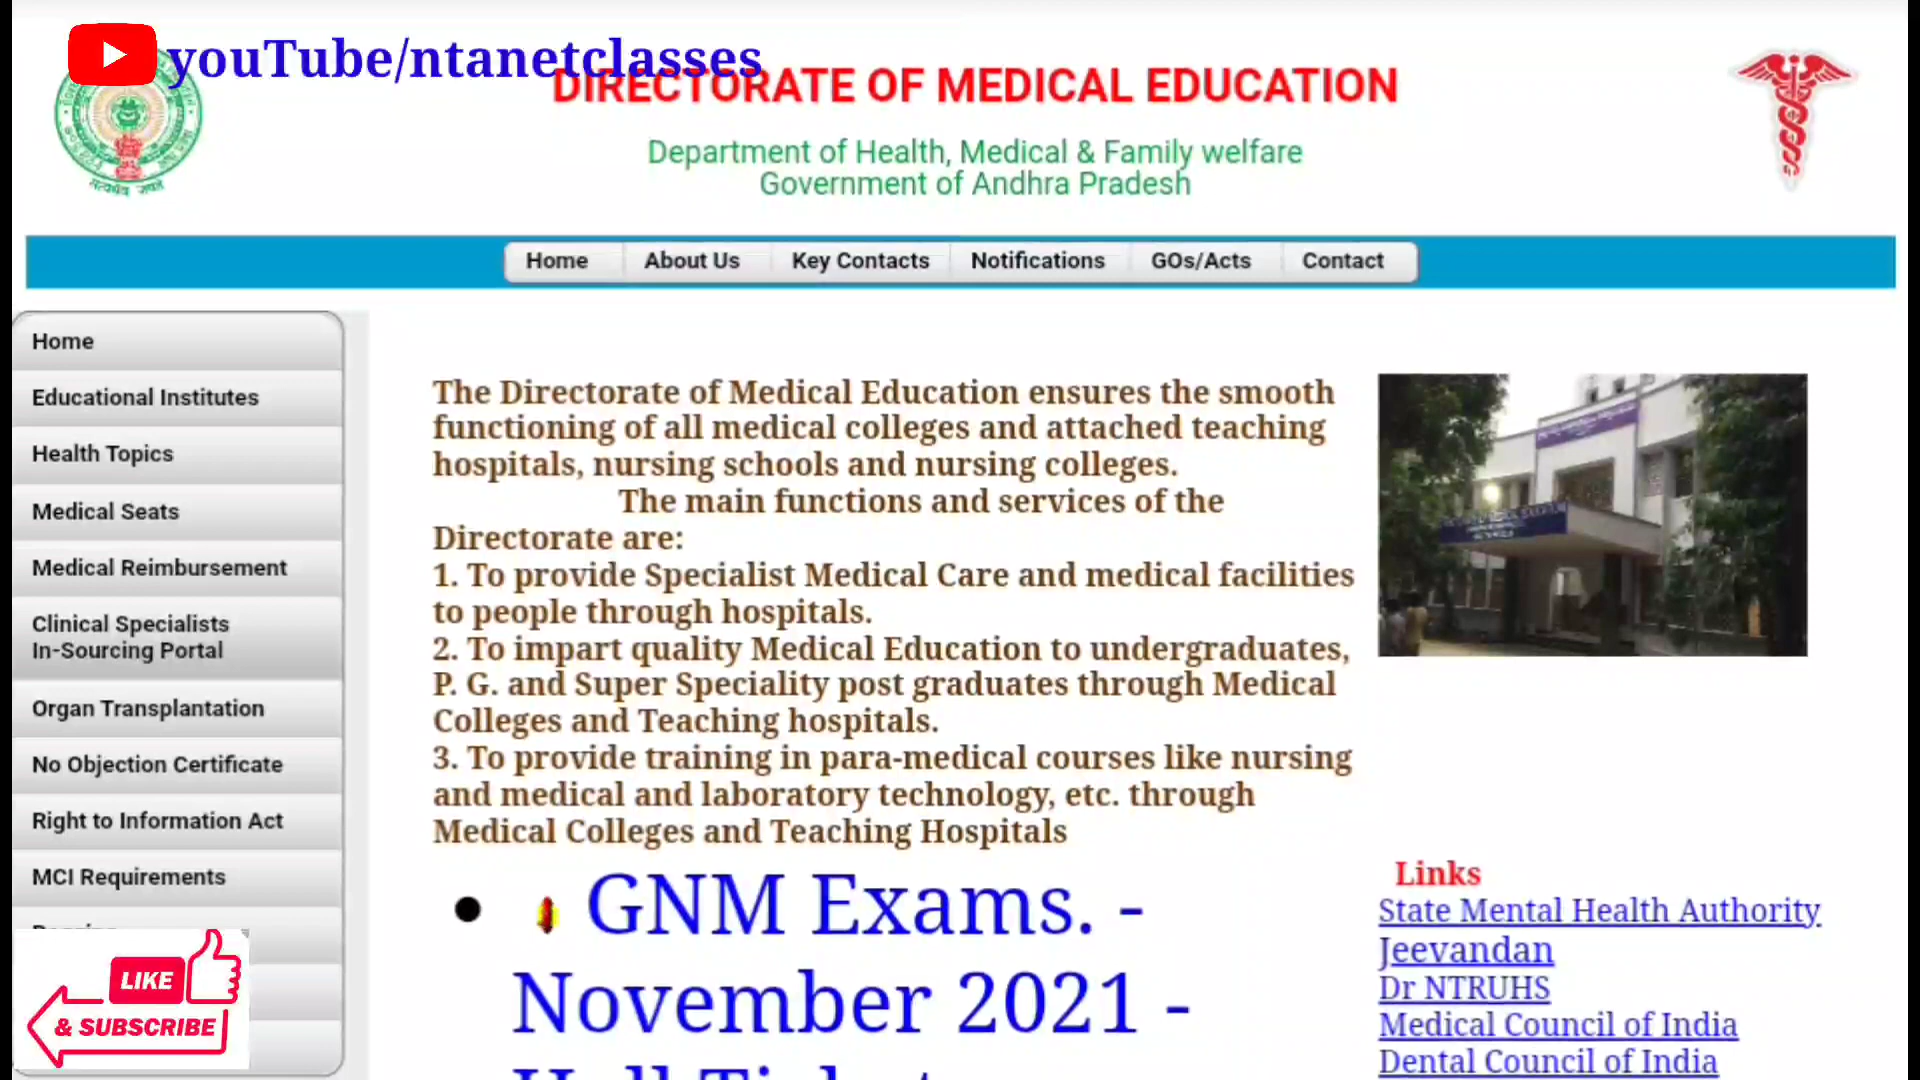 youTube/ntanetclasses
DIRECTORATE OF MEDICAL EDUCATION
Department of Health, Medical & Family welfare
Government of Andhra Pradesh
सत्यमेव जयते
Home
About Us
Key Contacts
Notifications
GOs/Acts
Contact
Home
Educational Institutes
Health Topics
Medical Seats
Medical Reimbursement
Clinical Specialists
In-Sourcing Portal
Organ Transplantation
No Objection Certificate
Right to Information Act
MCI Requirements
LIKE
& SUBSCRIBE
The Directorate of Medical Education ensures the smooth
functioning of all medical colleges and attached teaching
hospitals, nursing schools and nursing colleges.
The main functions and services of the
Directorate are:
1. To provide Specialist Medical Care and medical facilities
to people through hospitals.
2. To impart quality Medical Education to undergraduates,
P. G. and Super Speciality post graduates through Medical
Colleges and Teaching hospitals.
3. To provide training in para-medical courses like nursing
and medical and laboratory technology, etc. through
Medical Colleges and Teaching Hospitals
GNM Exams. -
November 2021 -
Links
State Mental Health Authority
Jeevandan
Dr NTRUHS
Medical Council of India
Dental Council of India